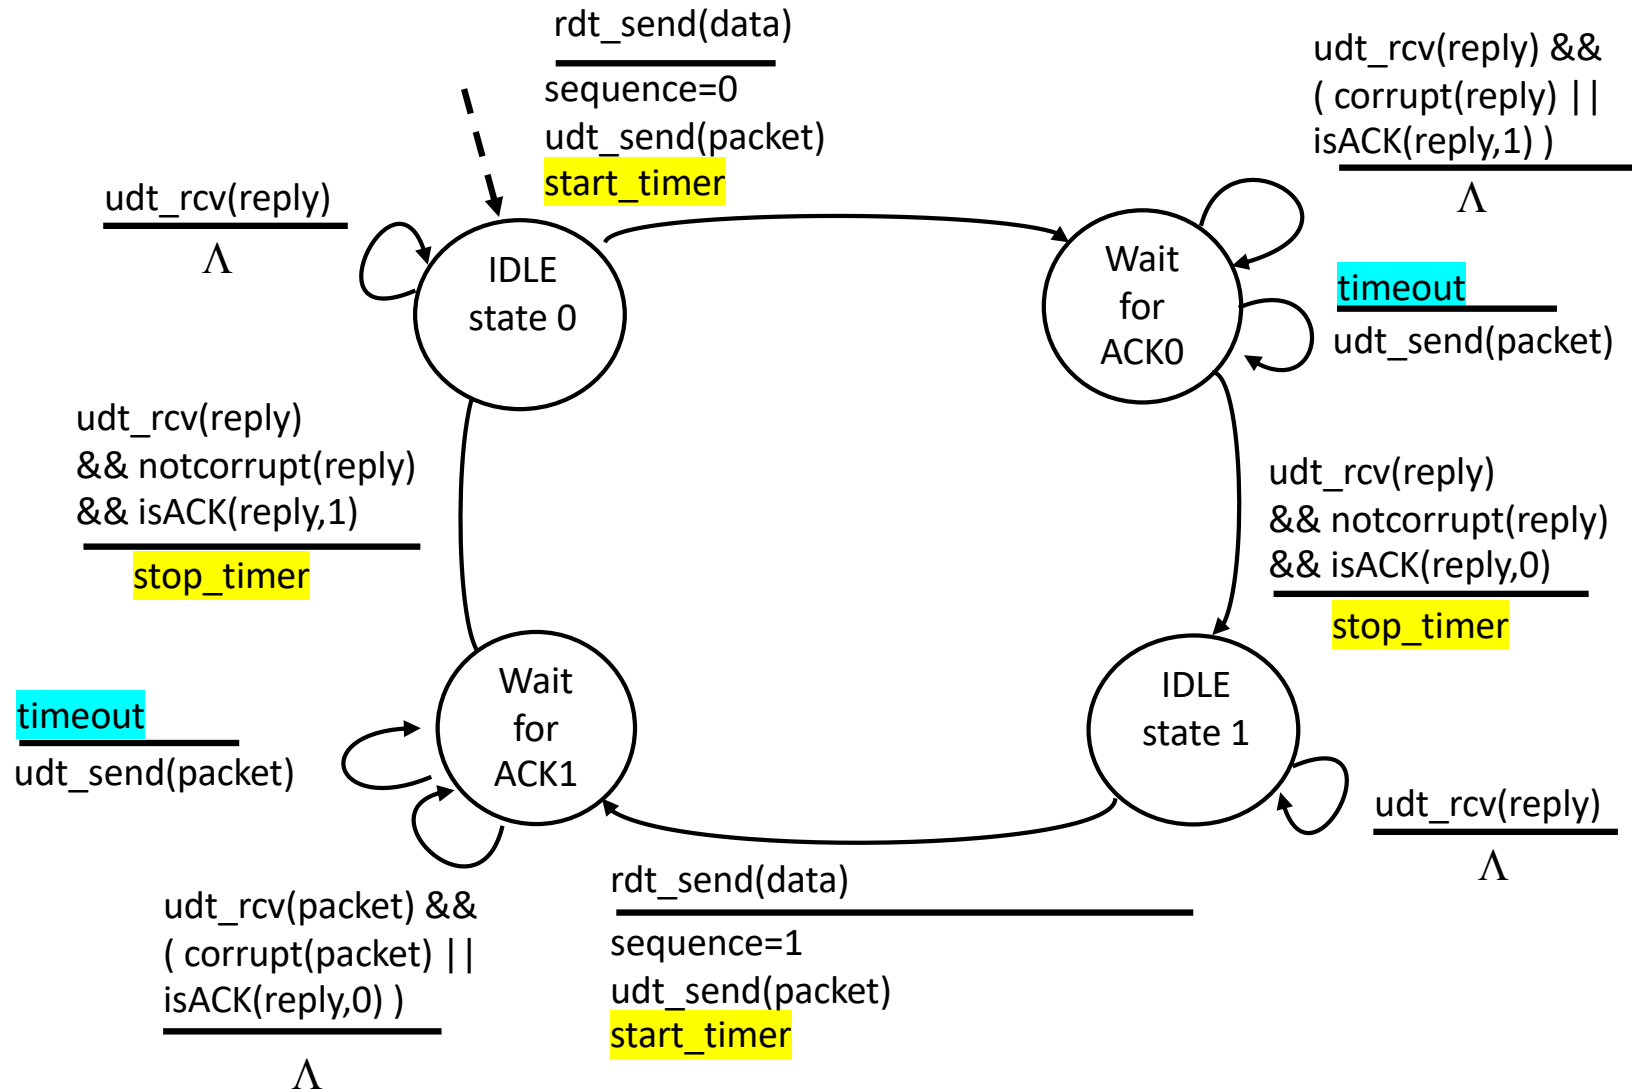 rdt_send(data)
sequence=0
udt_send(packet)
start_timer
udt_rcv(reply) &&
( corrupt(reply) ||
isACK(reply,1) )
Λ
udt_rcv(reply)
Λ
IDLE
state 0
Wait
for
ACK0
timeout
udt_send(packet)
udt_rcv(reply)
&& notcorrupt(reply)
&& isACK(reply,1)
stop_timer
udt_rcv(reply)
&& notcorrupt(reply)
&& isACK(reply,0)
stop_timer
Wait
for
ACK1
IDLE
state 1
timeout
udt_send(packet)
udt_rcv(reply)
Λ
udt_rcv(packet) &&
( corrupt(packet) ||
isACK(reply,0) )
Λ
rdt_send(data)
sequence=1
udt_send(packet)
start_timer